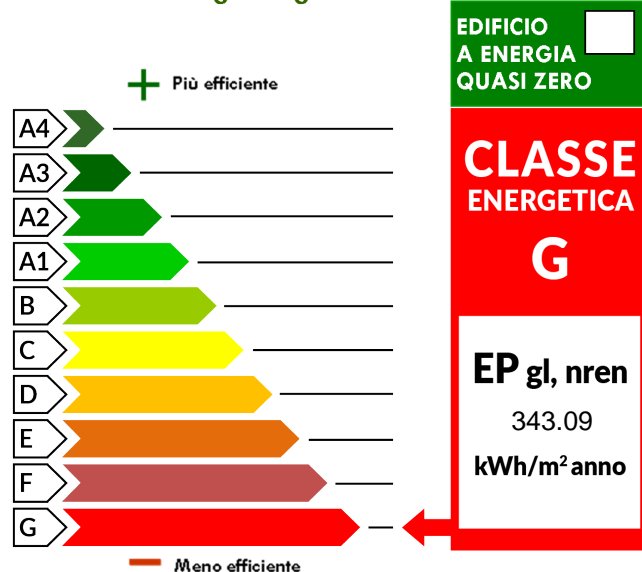 EDIFICIO
A ENERGIA
QUASI ZERO
Più efficiente
A4
A3
A2
A1
B
C
D
E
F
G
Meno efficiente
CLASSE
ENERGETICA
G
EP gl, nren
343.09
kWh/m² anno